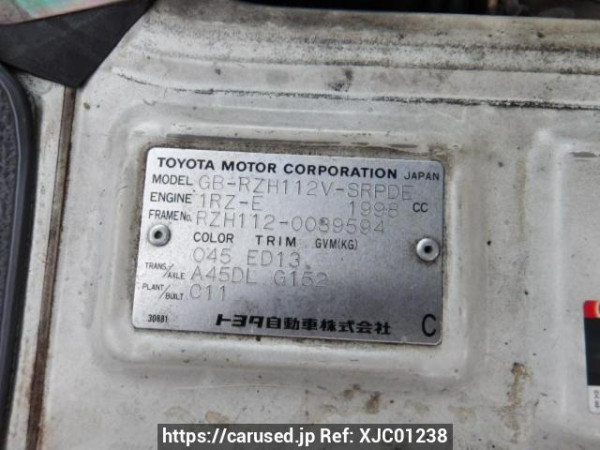 TOYOTA MOTOR CORPORATION JAPAN
MODEL GB-RZH112V-SRPDE
ENGINE 1RZ-E 1998 CC
FRAME No. RZH112-0039594
COLOR TRIM GVM(KG)
045 ED13
TRANS./AXLE A45DL G152
PLANT/BUILT C11
30881 トヨタ自動車株式会社 C
https://carused.jp Ref: XJC01238